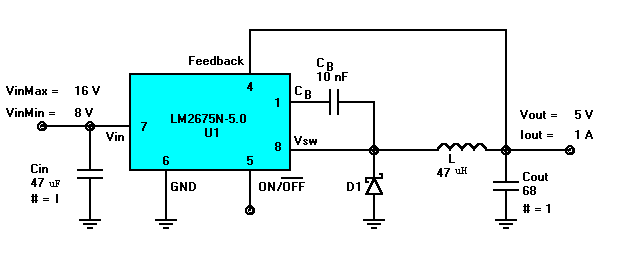 Feedback
C B
10 nF
VinMax = 16 V
VinMin = 8 V
Vin
7
4
LM2675N-5.0
U1
1
C B
8
Vsw
6
5
GND
ON/OFF
Cin
47 uF
# = I
D1
L
47 uH
Vout = 5 V
Iout = 1 A
Cout
68
# = 1